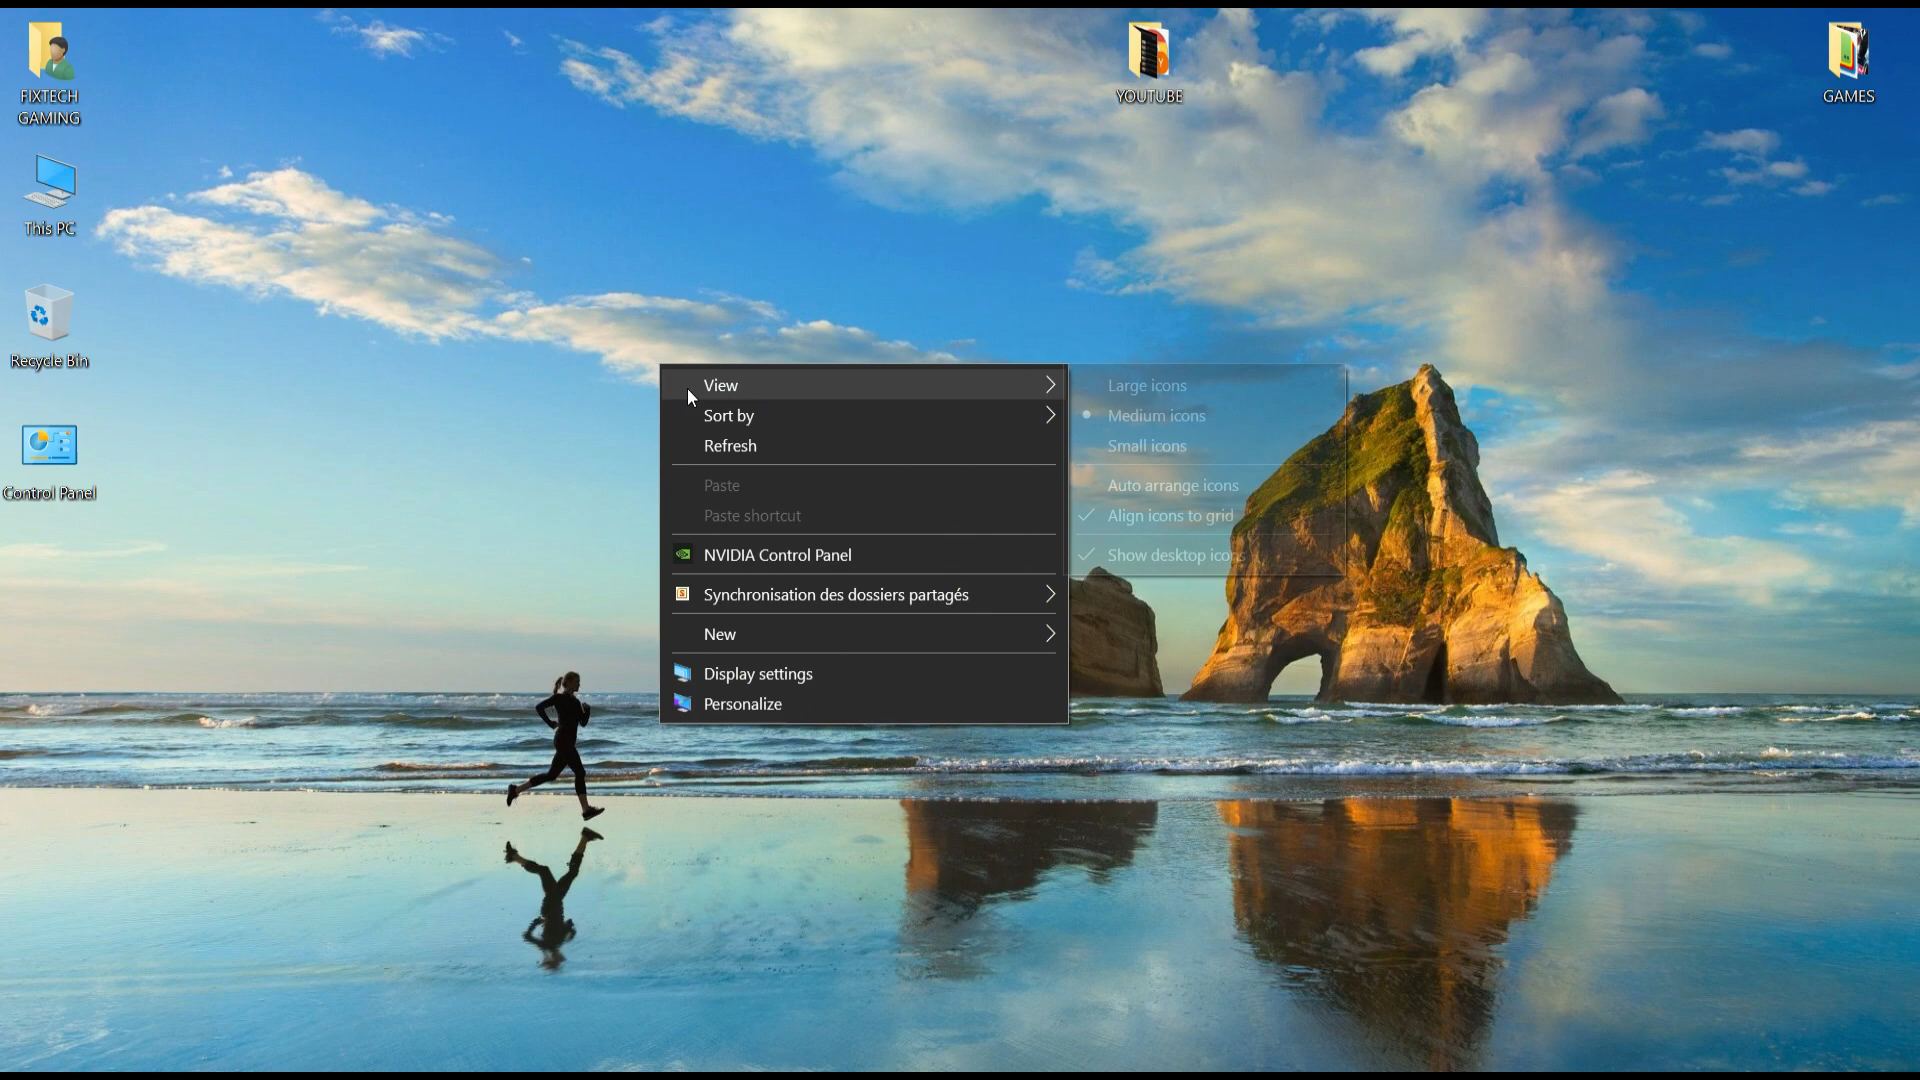 FIXTECH
GAMING
This PC
Recycle Bin
Control Panel
YOUTUBE
GAMES
View
Sort by
Refresh
Paste
Paste shortcut
NVIDIA Control Panel
Synchronisation des dossiers partagés
New
Display settings
Personalize
Large icons
Medium icons
Small icons
Auto arrange icons
Align icons to grid
Show desktop icons